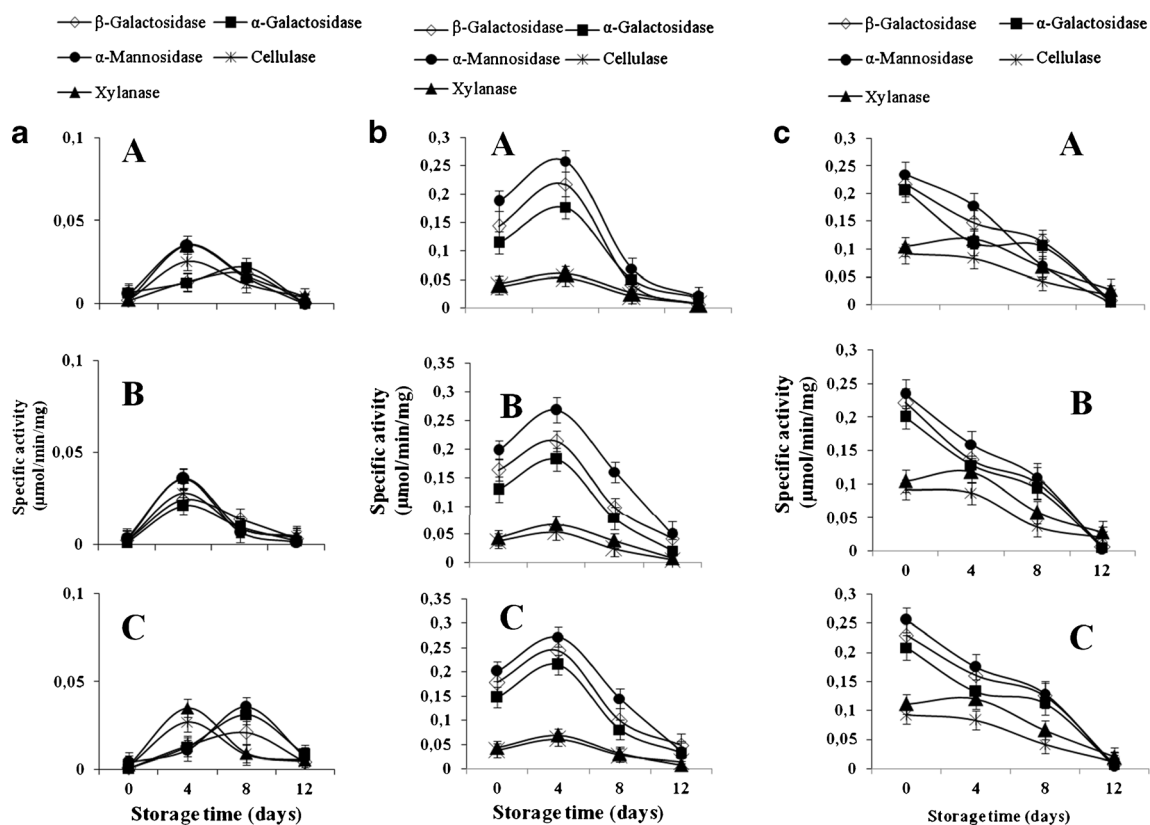 β-Galactosidase α-Galactosidase
α-Mannosidase Cellulase
Xylanase
β-Galactosidase α-Galactosidase
α-Mannosidase Cellulase
Xylanase
β-Galactosidase α-Galactosidase
α-Mannosidase Cellulase
Xylanase
a
A
0,1
0,05
0
B
0,1
0,05
0
C
0,1
0,05
0
0 4 8 12
Specific activity
(μmol/min/mg)
Storage time (days)
b
A
0,3
0,25
0,2
0,15
0,1
0,05
0
B
0,35
0,3
0,25
0,2
0,15
0,1
0,05
0
C
0,35
0,3
0,25
0,2
0,15
0,1
0,05
0
0 4 8 12
Specific ativity
(μmol/min/mg)
Storage time (days)
c
A
0,3
0,25
0,2
0,15
0,1
0,05
0
B
0,3
0,25
0,2
0,15
0,1
0,05
0
0 4 8 12
C
0,3
0,25
0,2
0,15
0,1
0,05
0
0 4 8 12
Specific activity
(μmol/min/mg)
Storage time (days)